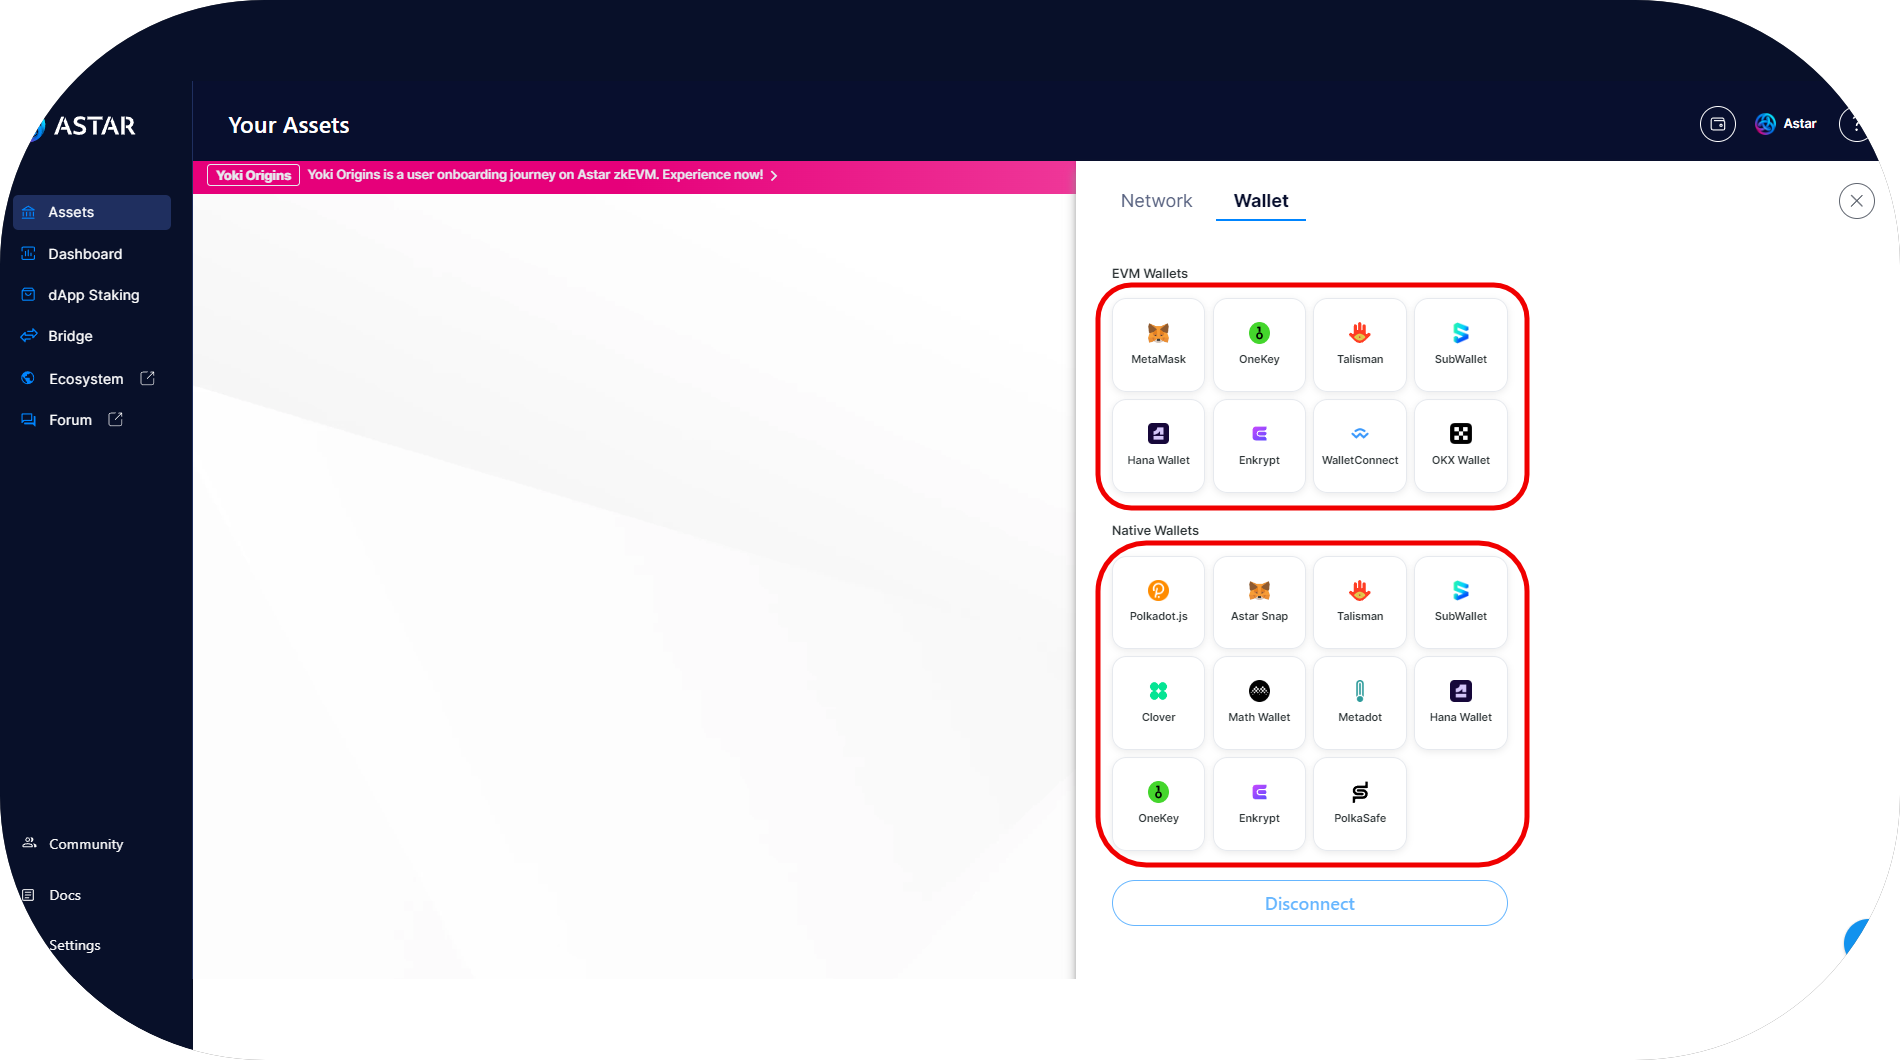 ASTAR
Your Assets
Astar
?
Yoki Origins
Yoki Origins is a user onboarding journey on Astar zkEVM. Experience now!
Assets
Dashboard
dApp Staking
Bridge
Ecosystem
Forum
Community
Docs
Settings
Network
Wallet
EVM Wallets
MetaMask
OneKey
Talisman
SubWallet
Hana Wallet
Enkrypt
WalletConnect
OKX Wallet
Native Wallets
Polkadot.js
Astar Snap
Talisman
SubWallet
Clover
Math Wallet
Metadot
Hana Wallet
OneKey
Enkrypt
PolkaSafe
Disconnect